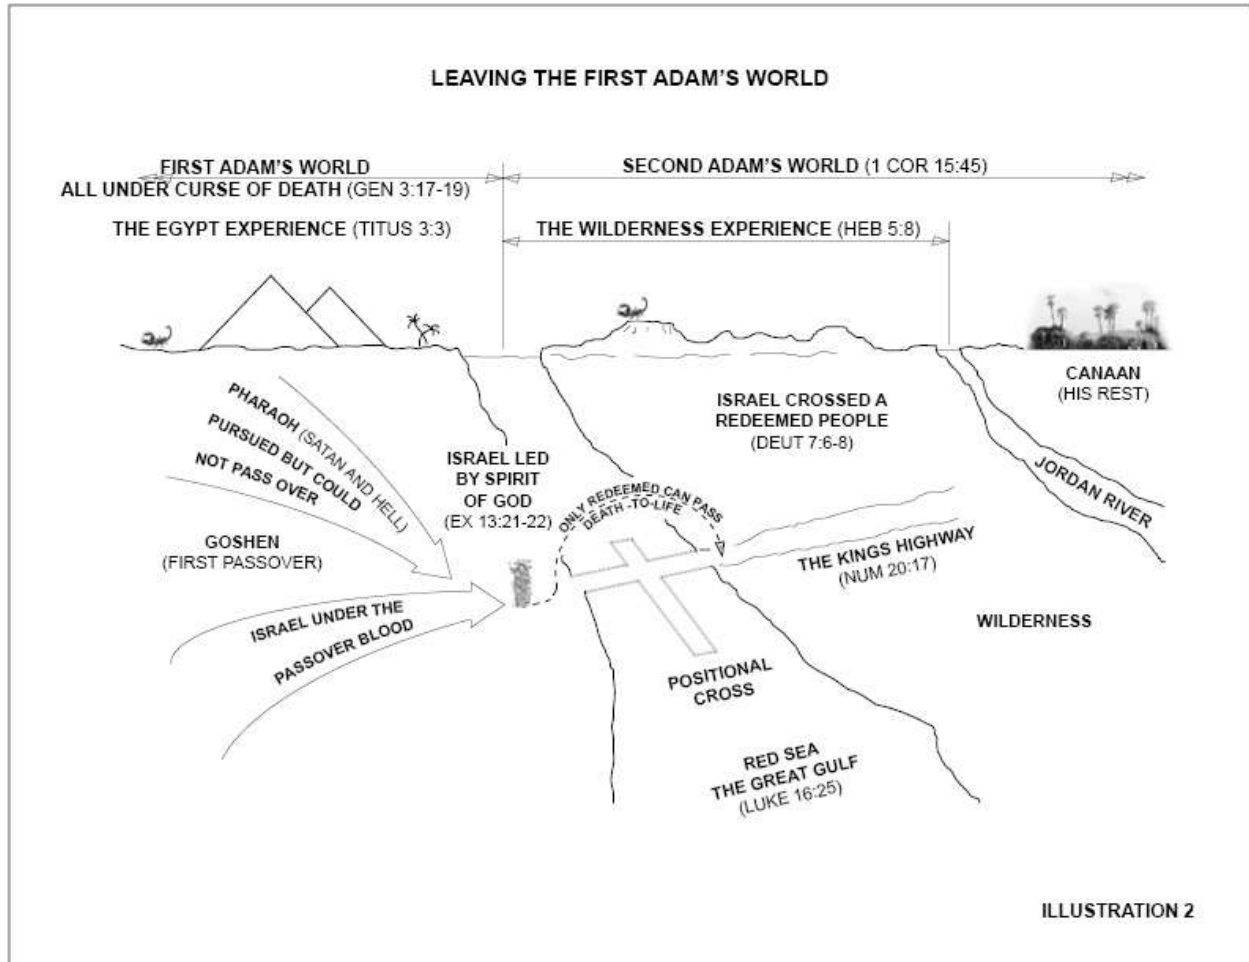 LEAVING THE FIRST ADAM'S WORLD
FIRST ADAM'S WORLD
ALL UNDER CURSE OF DEATH (GEN 3:17-19)
SECOND ADAM'S WORLD (1 COR 15:45)
THE EGYPT EXPERIENCE (TITUS 3:3)
THE WILDERNESS EXPERIENCE (HEB 5:8)
CANAAN
(HIS REST)
PHARAOH (SATAN AND HELL)
PURSUED BUT COULD
NOT PASS OVER
ISRAEL CROSSED A
REDEEMED PEOPLE
(DEUT 7:6-8)
ISRAEL LED
BY SPIRIT
OF GOD
(EX 13:21-22)
JORDAN RIVER
ONLY REDEEMED CAN PASS
DEATH -TO-LIFE
GOSHEN
(FIRST PASSOVER)
THE KINGS HIGHWAY
(NUM 20:17)
ISRAEL UNDER THE
PASSOVER BLOOD
WILDERNESS
POSITIONAL
CROSS
RED SEA
THE GREAT GULF
(LUKE 16:25)
ILLUSTRATION 2